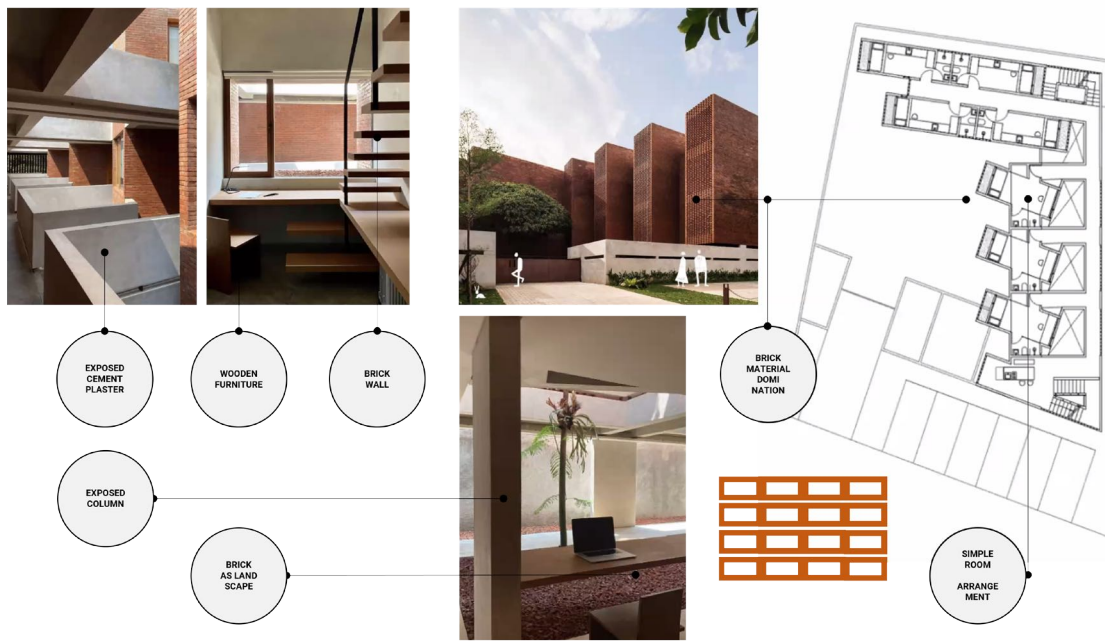 EXPOSED
CEMENT
PLASTER
WOODEN
FURNITURE
BRICK
WALL
BRICK
MATERIAL
DOMI
NATION
EXPOSED
COLUMN
BRICK
AS LAND
SCAPE
SIMPLE
ROOM
ARRANGE
MENT